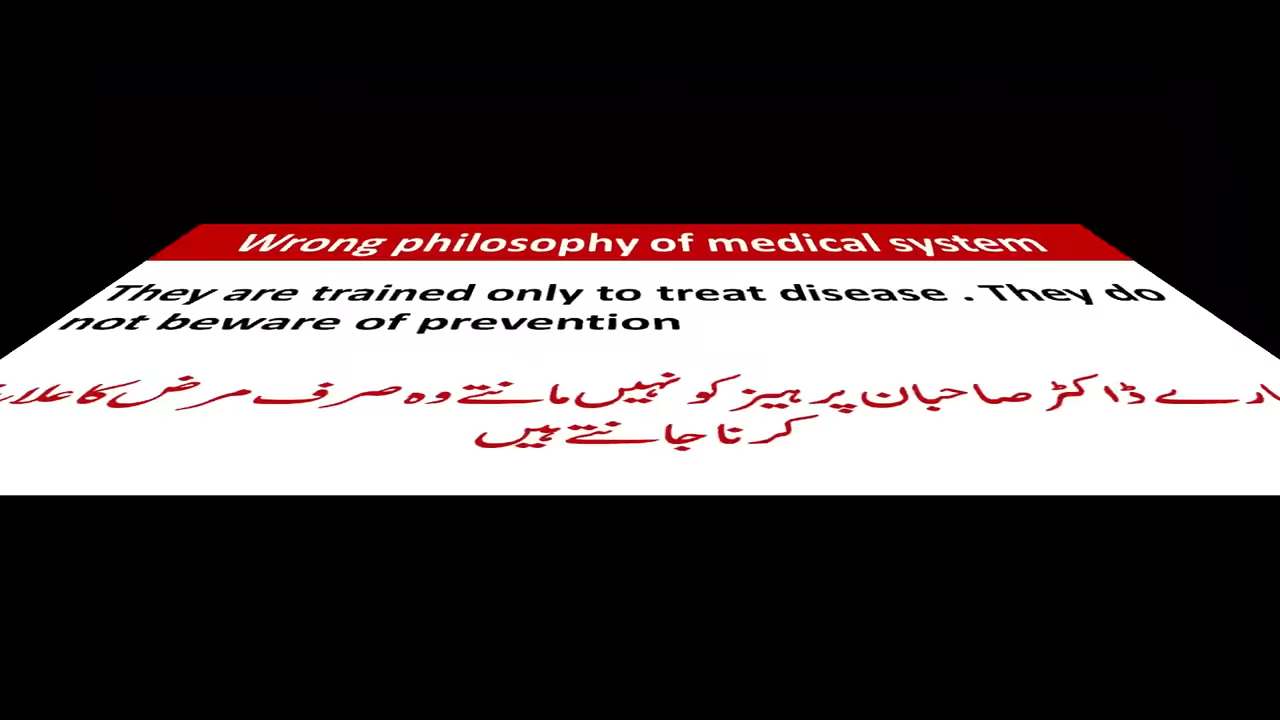 Wrong philosophy of medical system
They are trained only to treat disease . They do
not beware of prevention
ڈاکٹر صاحبان پرہیز کو نہیں مانتے وہ صرف مرض کا
کرنا جانتے ہیں